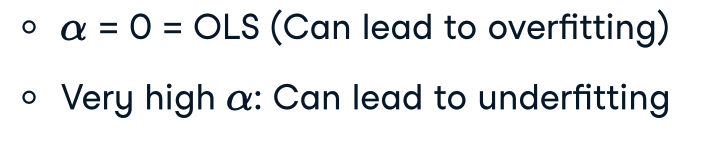 ◦ α = 0 = OLS (Can lead to overfitting)
◦ Very high α: Can lead to underfitting